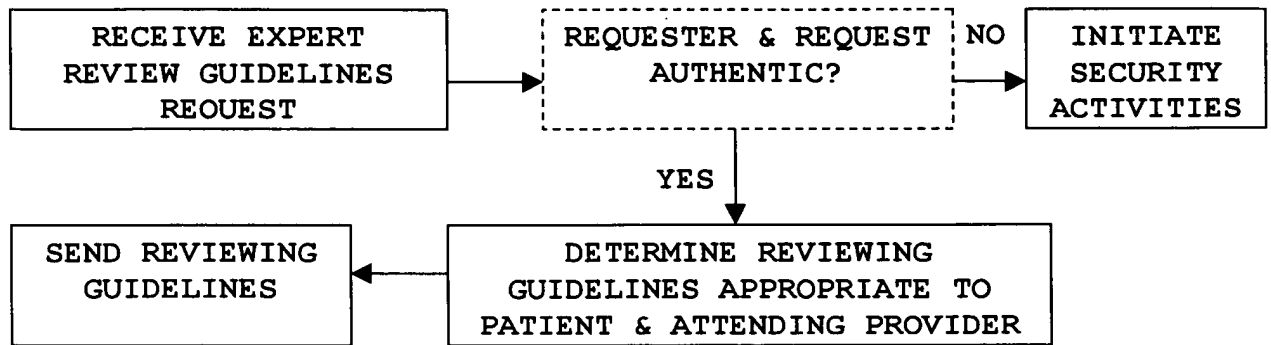 RECEIVE EXPERT
REVIEW GUIDELINES
REOUEST
REQUESTER & REQUEST
AUTHENTIC?
NO
INITIATE
SECURITY
ACTIVITIES
YES
SEND REVIEWING
GUIDELINES
DETERMINE REVIEWING
GUIDELINES APPROPRIATE TO
PATIENT & ATTENDING PROVIDER